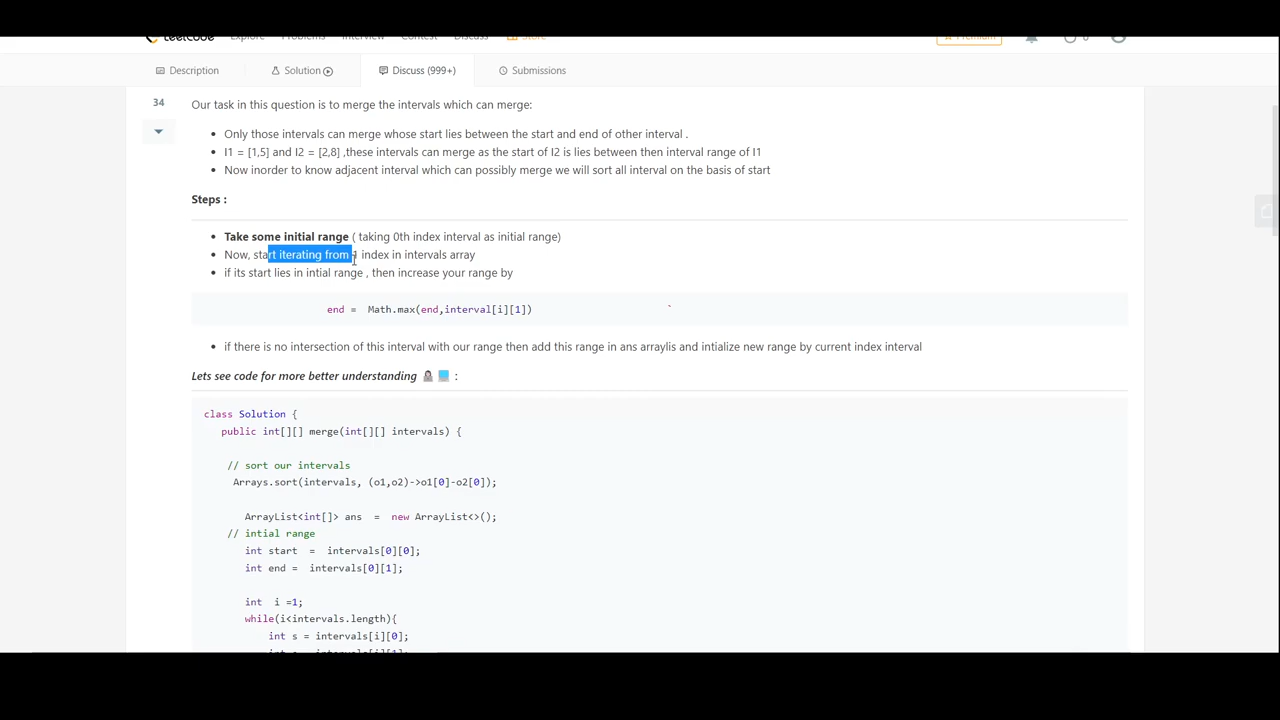 LeetCode Explore Problems Interview Contest Discuss Store Premium 0
Description Solution Discuss (999+) Submissions
34
Our task in this question is to merge the intervals which can merge:
Only those intervals can merge whose start lies between the start and end of other interval .
I1 = [1,5] and I2 = [2,8] ,these intervals can merge as the start of I2 is lies between then interval range of I1
Now inorder to know adjacent interval which can possibly merge we will sort all interval on the basis of start
Steps :
Take some initial range ( taking 0th index interval as initial range)
Now, start iterating from 1 index in intervals array
if its start lies in intial range , then increase your range by
end = Math.max(end,interval[i][1]) `
if there is no intersection of this interval with our range then add this range in ans arraylis and intialize new range by current index interval
Lets see code for more better understanding 👩🏻‍💻 :
class Solution {
public int[][] merge(int[][] intervals) {
// sort our intervals
Arrays.sort(intervals, (o1,o2)->o1[0]-o2[0]);
ArrayList<int[]> ans = new ArrayList<>();
// intial range
int start = intervals[0][0];
int end = intervals[0][1];
int i =1;
while(i<intervals.length){
int s = intervals[i][0];